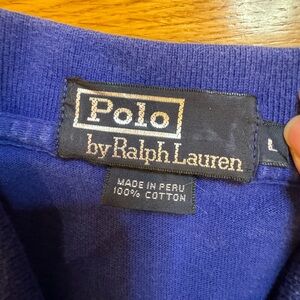 Polo
by Ralph Lauren
L
MADE IN PERU
100% COTTON